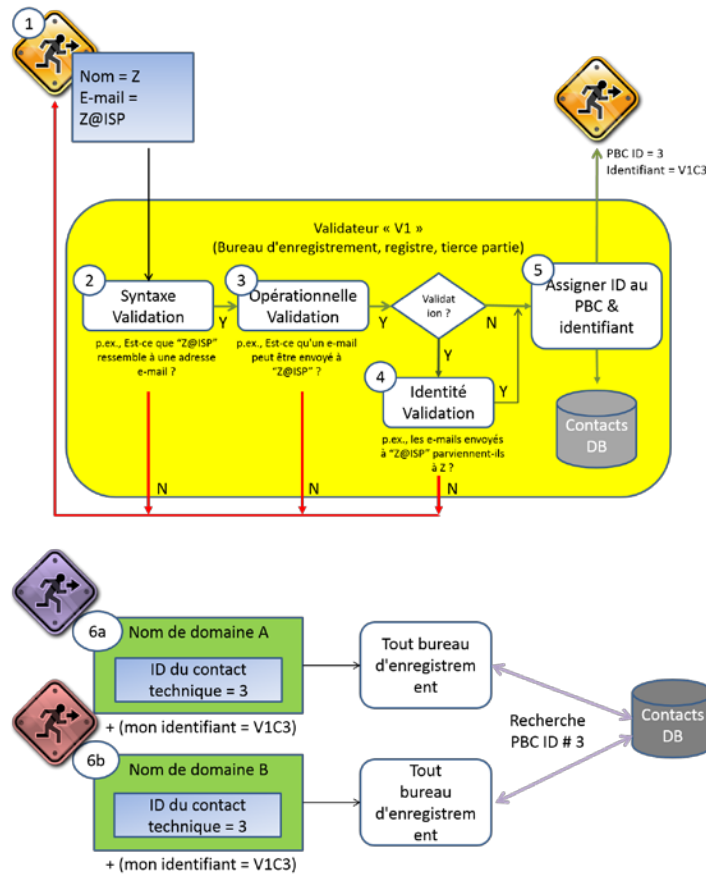 1
Nom = Z
E-mail =
Z@ISP
PBC ID = 3
Identifiant = V1C3
Validateur « V1 »
(Bureau d'enregistrement, registre, tierce partie)
2
Syntaxe
Validation
Y
p.ex., Est-ce que “Z@ISP”
ressemble à une adresse
e-mail ?
N
3
Opérationnelle
Validation
Y
p.ex., Est-ce qu'un e-mail
peut être envoyé à
“Z@ISP” ?
N
Validat
ion ?
N
Y
4
Identité
Validation
Y
p.ex., les e-mails envoyés
à “Z@ISP” parviennent-ils
à Z ?
N
5
Assigner ID au
PBC &
identifiant
Contacts
DB
6a
Nom de domaine A
ID du contact
technique = 3
+ (mon identifiant = V1C3)
Tout bureau
d'enregistrem
ent
6b
Nom de domaine B
ID du contact
technique = 3
+ (mon identifiant = V1C3)
Tout
bureau
d'enregistrem
ent
Recherche
PBC ID # 3
Contacts
DB